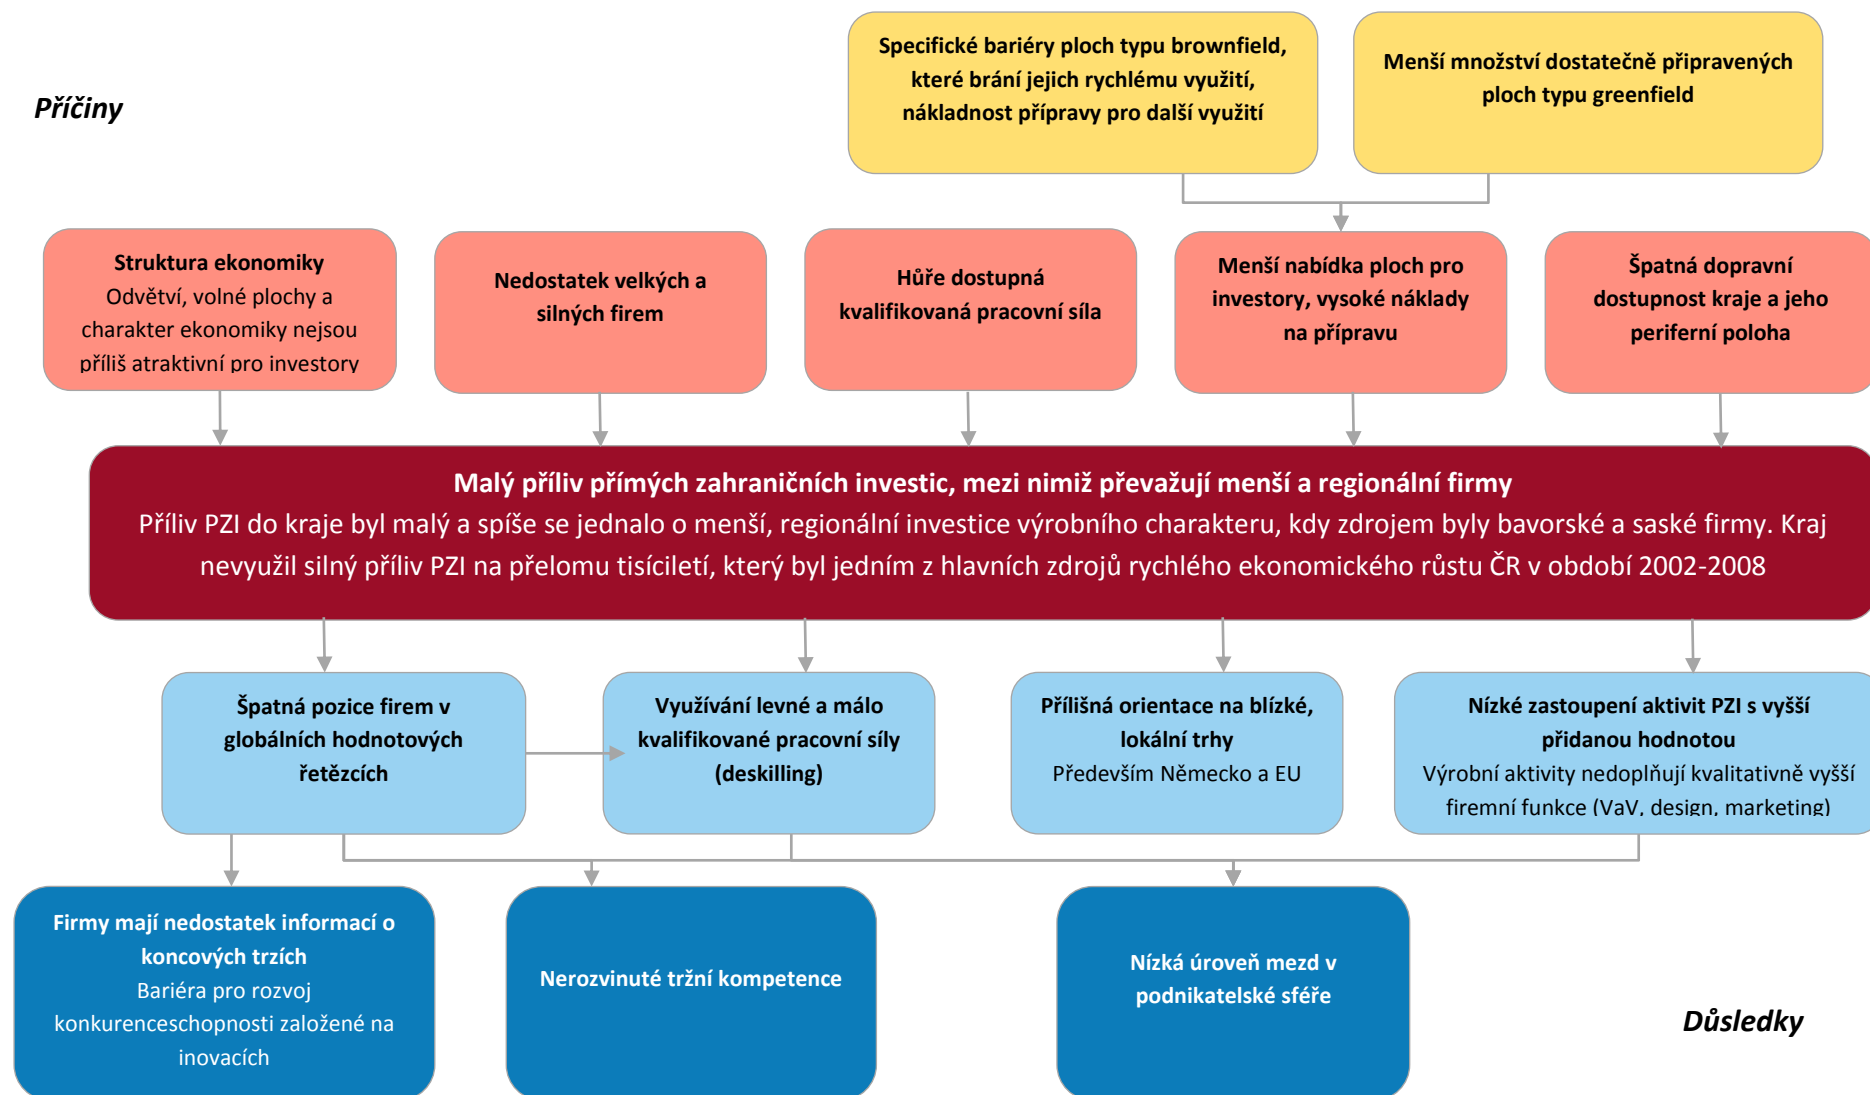 Příčiny
Specifické bariéry ploch typu brownfield,
které brání jejich rychlému využití,
nákladnost přípravy pro další využití
Menší množství dostatečně připravených
ploch typu greenfield
Struktura ekonomiky
Odvětví, volné plochy a
charakter ekonomiky nejsou
příliš atraktivní pro investory
Nedostatek velkých a
silných firem
Hůře dostupná
kvalifikovaná pracovní síla
Menší nabídka ploch pro
investory, vysoké náklady
na přípravu
Špatná dopravní
dostupnost kraje a jeho
periferní poloha
Malý příliv přímých zahraničních investic, mezi nimiž převažují menší a regionální firmy
Příliv PZI do kraje byl malý a spíše se jednalo o menší, regionální investice výrobního charakteru, kdy zdrojem byly bavorské a saské firmy. Kraj
nevyužil silný příliv PZI na přelomu tisíciletí, který byl jedním z hlavních zdrojů rychlého ekonomického růstu ČR v období 2002-2008
Špatná pozice firem v
globálních hodnotových
řetězcích
Využívání levné a málo
kvalifikované pracovní síly
(deskilling)
Přílišná orientace na blízké,
lokální trhy
Především Německo a EU
Nízké zastoupení aktivit PZI s vyšší
přidanou hodnotou
Výrobní aktivity nedoplňují kvalitativně vyšší
firemní funkce (VaV, design, marketing)
Firmy mají nedostatek informací o
koncových trzích
Bariéra pro rozvoj
konkurenceschopnosti založené na
inovacích
Nerozvinuté tržní kompetence
Nízká úroveň mezd v
podnikatelské sféře
Důsledky